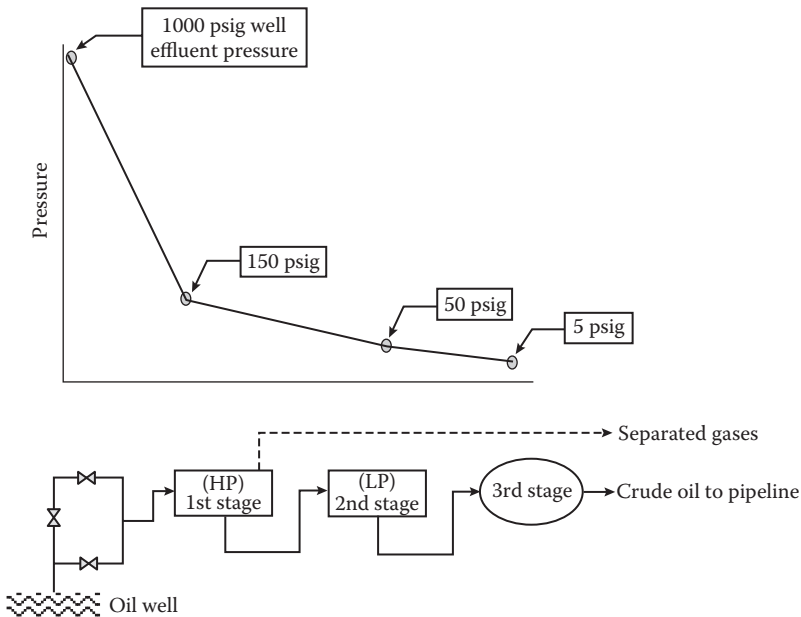 1000 psig well
effluent pressure
Pressure
150 psig
50 psig
5 psig
Separated gases
(HP)
1st stage
(LP)
2nd stage
3rd stage
Crude oil to pipeline
Oil well